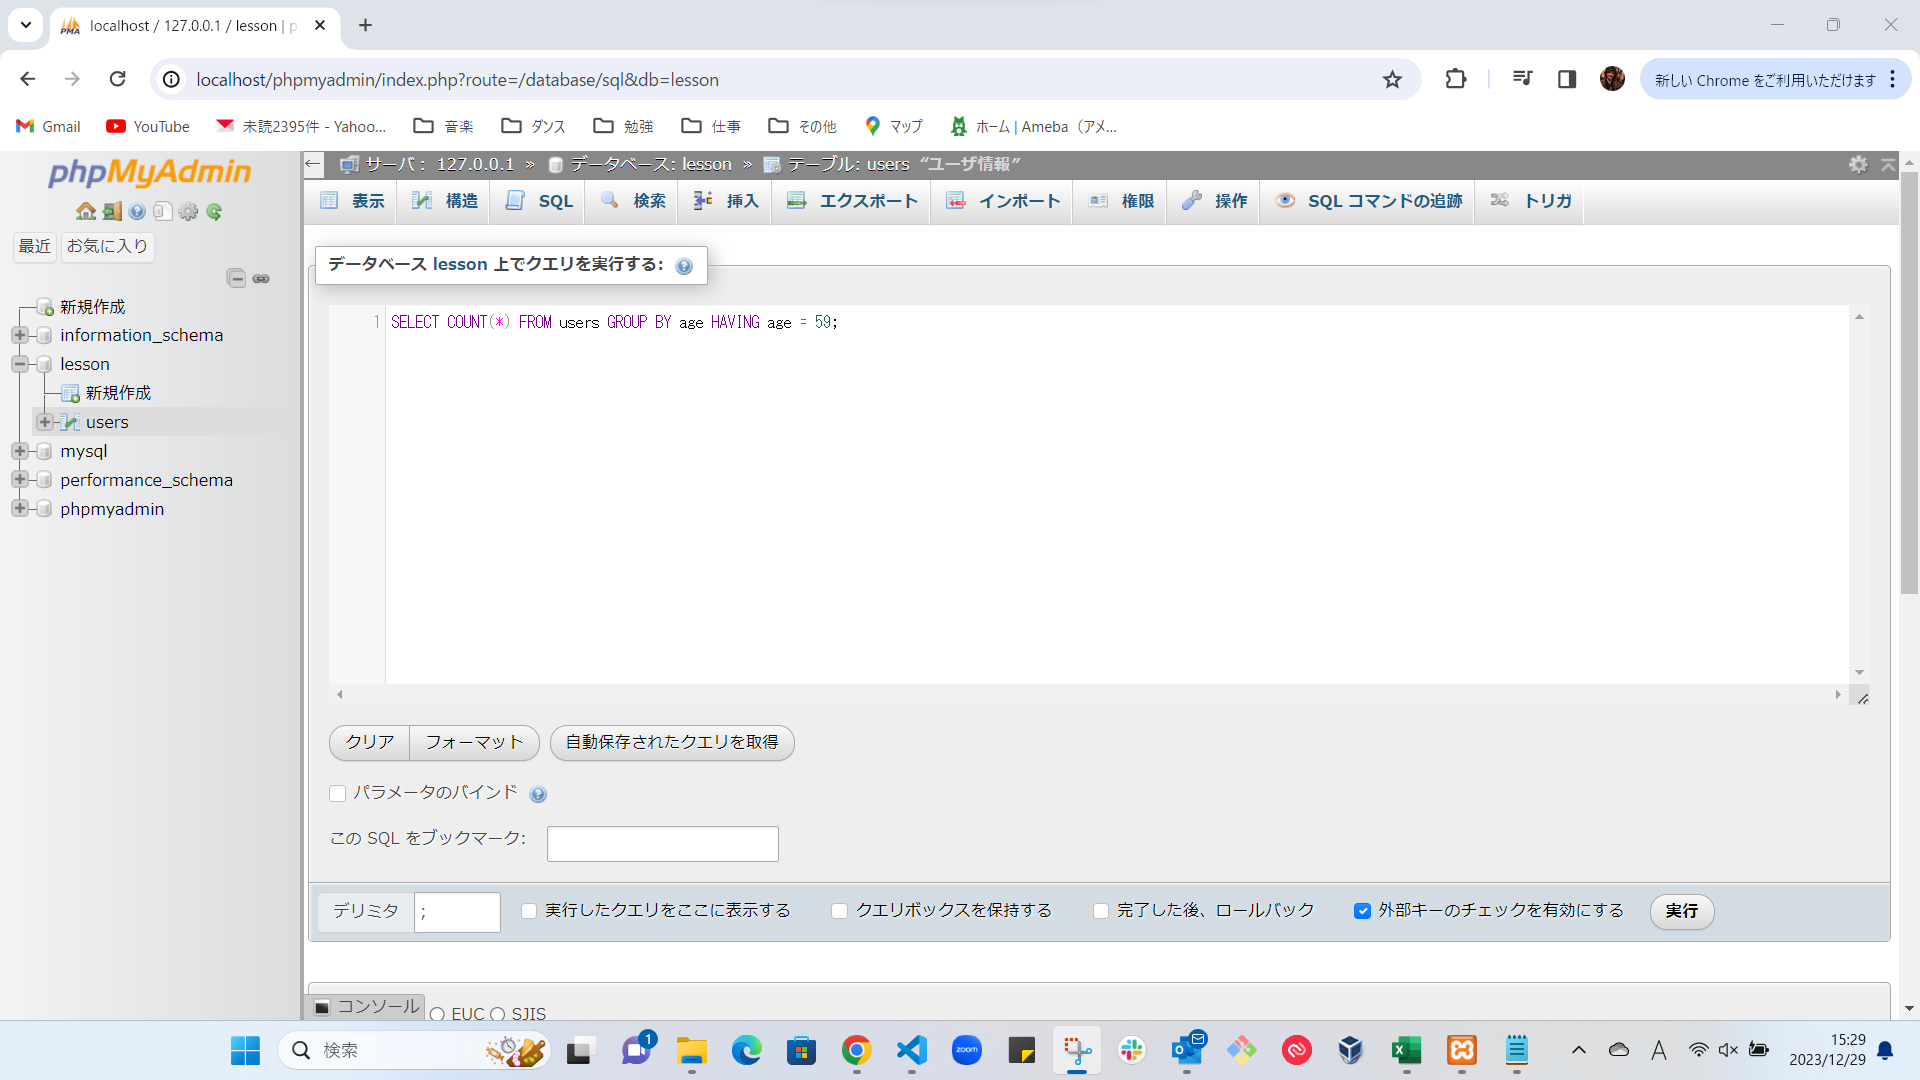 localhost / 127.0.0.1 / lesson | p
localhost/phpmyadmin/index.php?route=/database/sql&db=lesson
新しい Chrome をご利用いただけます
Gmail YouTube 未読2395件 - Yahoo... 音楽 ダンス 勉強 仕事 その他 マップ ホーム | Ameba（アメ...
phpMyAdmin
最近 お気に入り
新規作成
information_schema
lesson
新規作成
users
mysql
performance_schema
phpmyadmin
サーバ: 127.0.0.1 » データベース: lesson » テーブル: users “ユーザ情報”
表示 構造 SQL 検索 挿入 エクスポート インポート 権限 操作 SQL コマンドの追跡 トリガ
データベース lesson 上でクエリを実行する:
1 SELECT COUNT(*) FROM users GROUP BY age HAVING age = 59;
クリア フォーマット 自動保存されたクエリを取得
パラメータのバインド
この SQL をブックマーク:
デリミタ ; 実行したクエリをここに表示する クエリボックスを保持する 完了した後、ロールバック 外部キーのチェックを有効にする 実行
コンソール EUC SJIS
検索 1 zoom A 15:29
2023/12/29